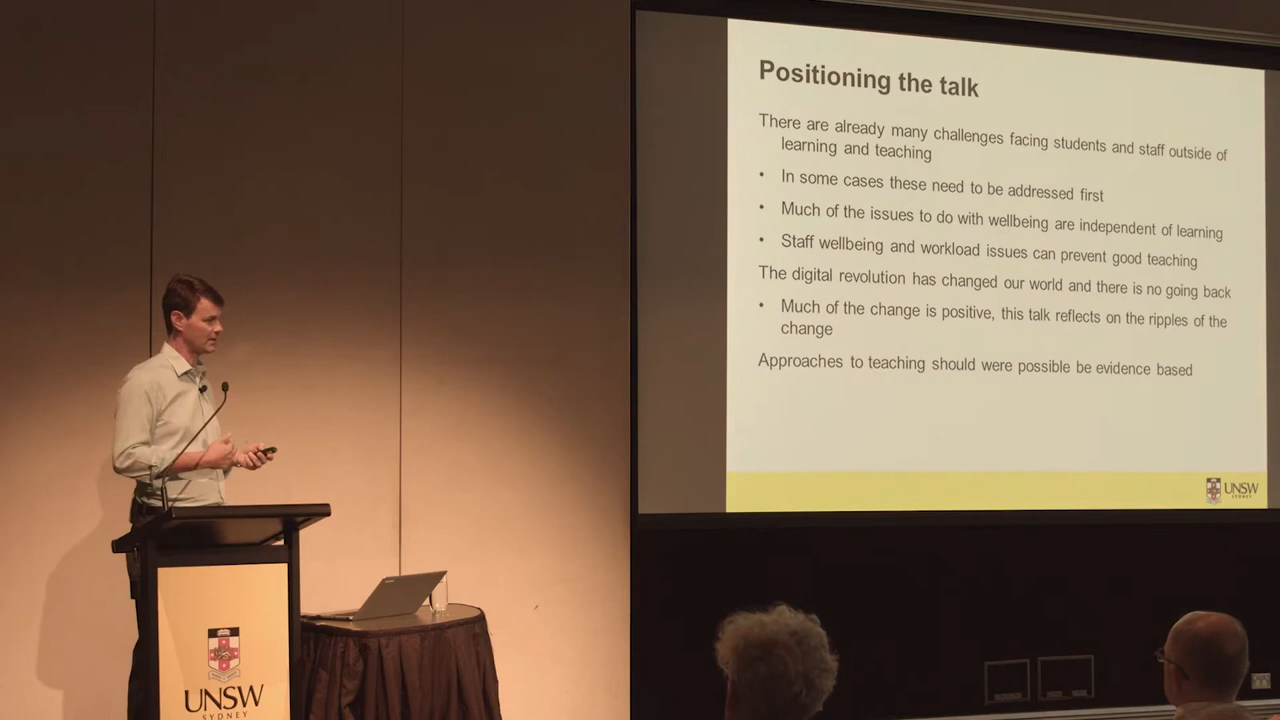 Positioning the talk
There are already many challenges facing students and staff outside of
learning and teaching
• In some cases these need to be addressed first
• Much of the issues to do with wellbeing are independent of learning
• Staff wellbeing and workload issues can prevent good teaching
The digital revolution has changed our world and there is no going back
• Much of the change is positive, this talk reflects on the ripples of the
change
Approaches to teaching should were possible be evidence based
UNSW
SYDNEY
UNSW
SYDNEY